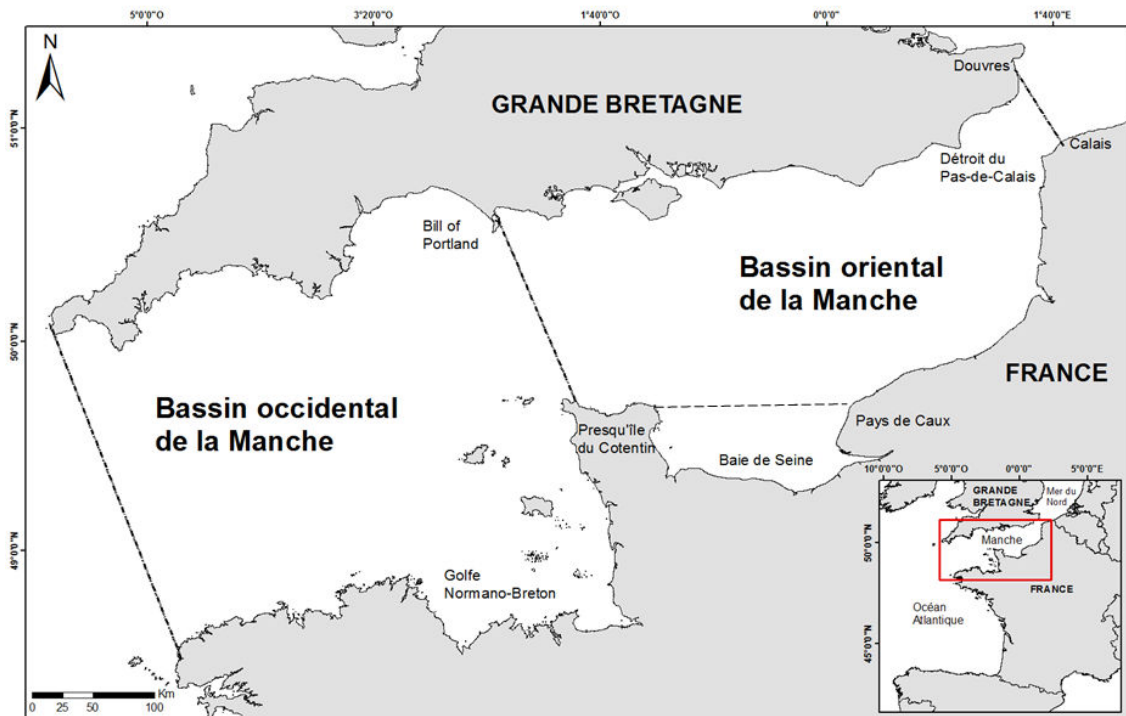 5°0'0"O
3°20'0"O
1°40'0"O
0°0'0"
1°40'0"E
N
51°0'0"N
50°0'0"N
49°0'0"N
Douvres
GRANDE BRETAGNE
Calais
Détroit du
Pas-de-Calais
Bill of
Portland
Bassin oriental
de la Manche
FRANCE
Bassin occidental
de la Manche
Presqu'île
du Cotentin
Pays de Caux
Baie de Seine
Golfe
Normano-Breton
Km
0 25 50 100
10°0'0"O
5°0'0"O
0°0'0"
5°0'0"E
50°0'0"N
45°0'0"N
GRANDE
BRETAGNE
Mer du
Nord
Manche
FRANCE
Océan
Atlantique